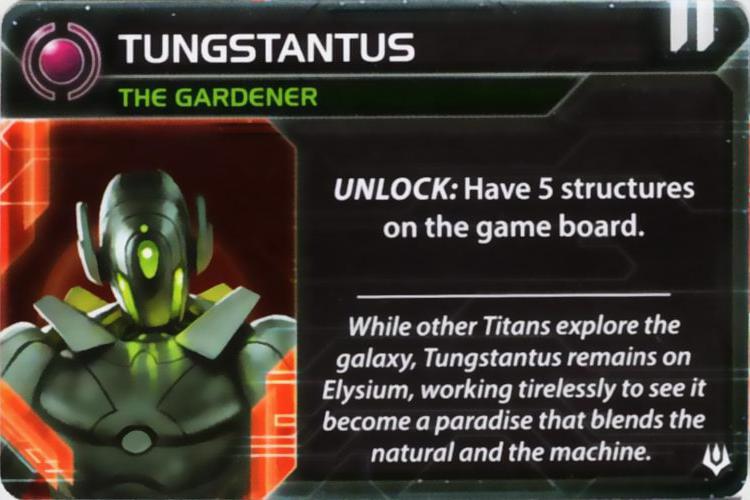 TUNGSTANTUS
THE GARDENER
UNLOCK: Have 5 structures
on the game board.
While other Titans explore the
galaxy, Tungstantus remains on
Elysium, working tirelessly to see it
become a paradise that blends the
natural and the machine.